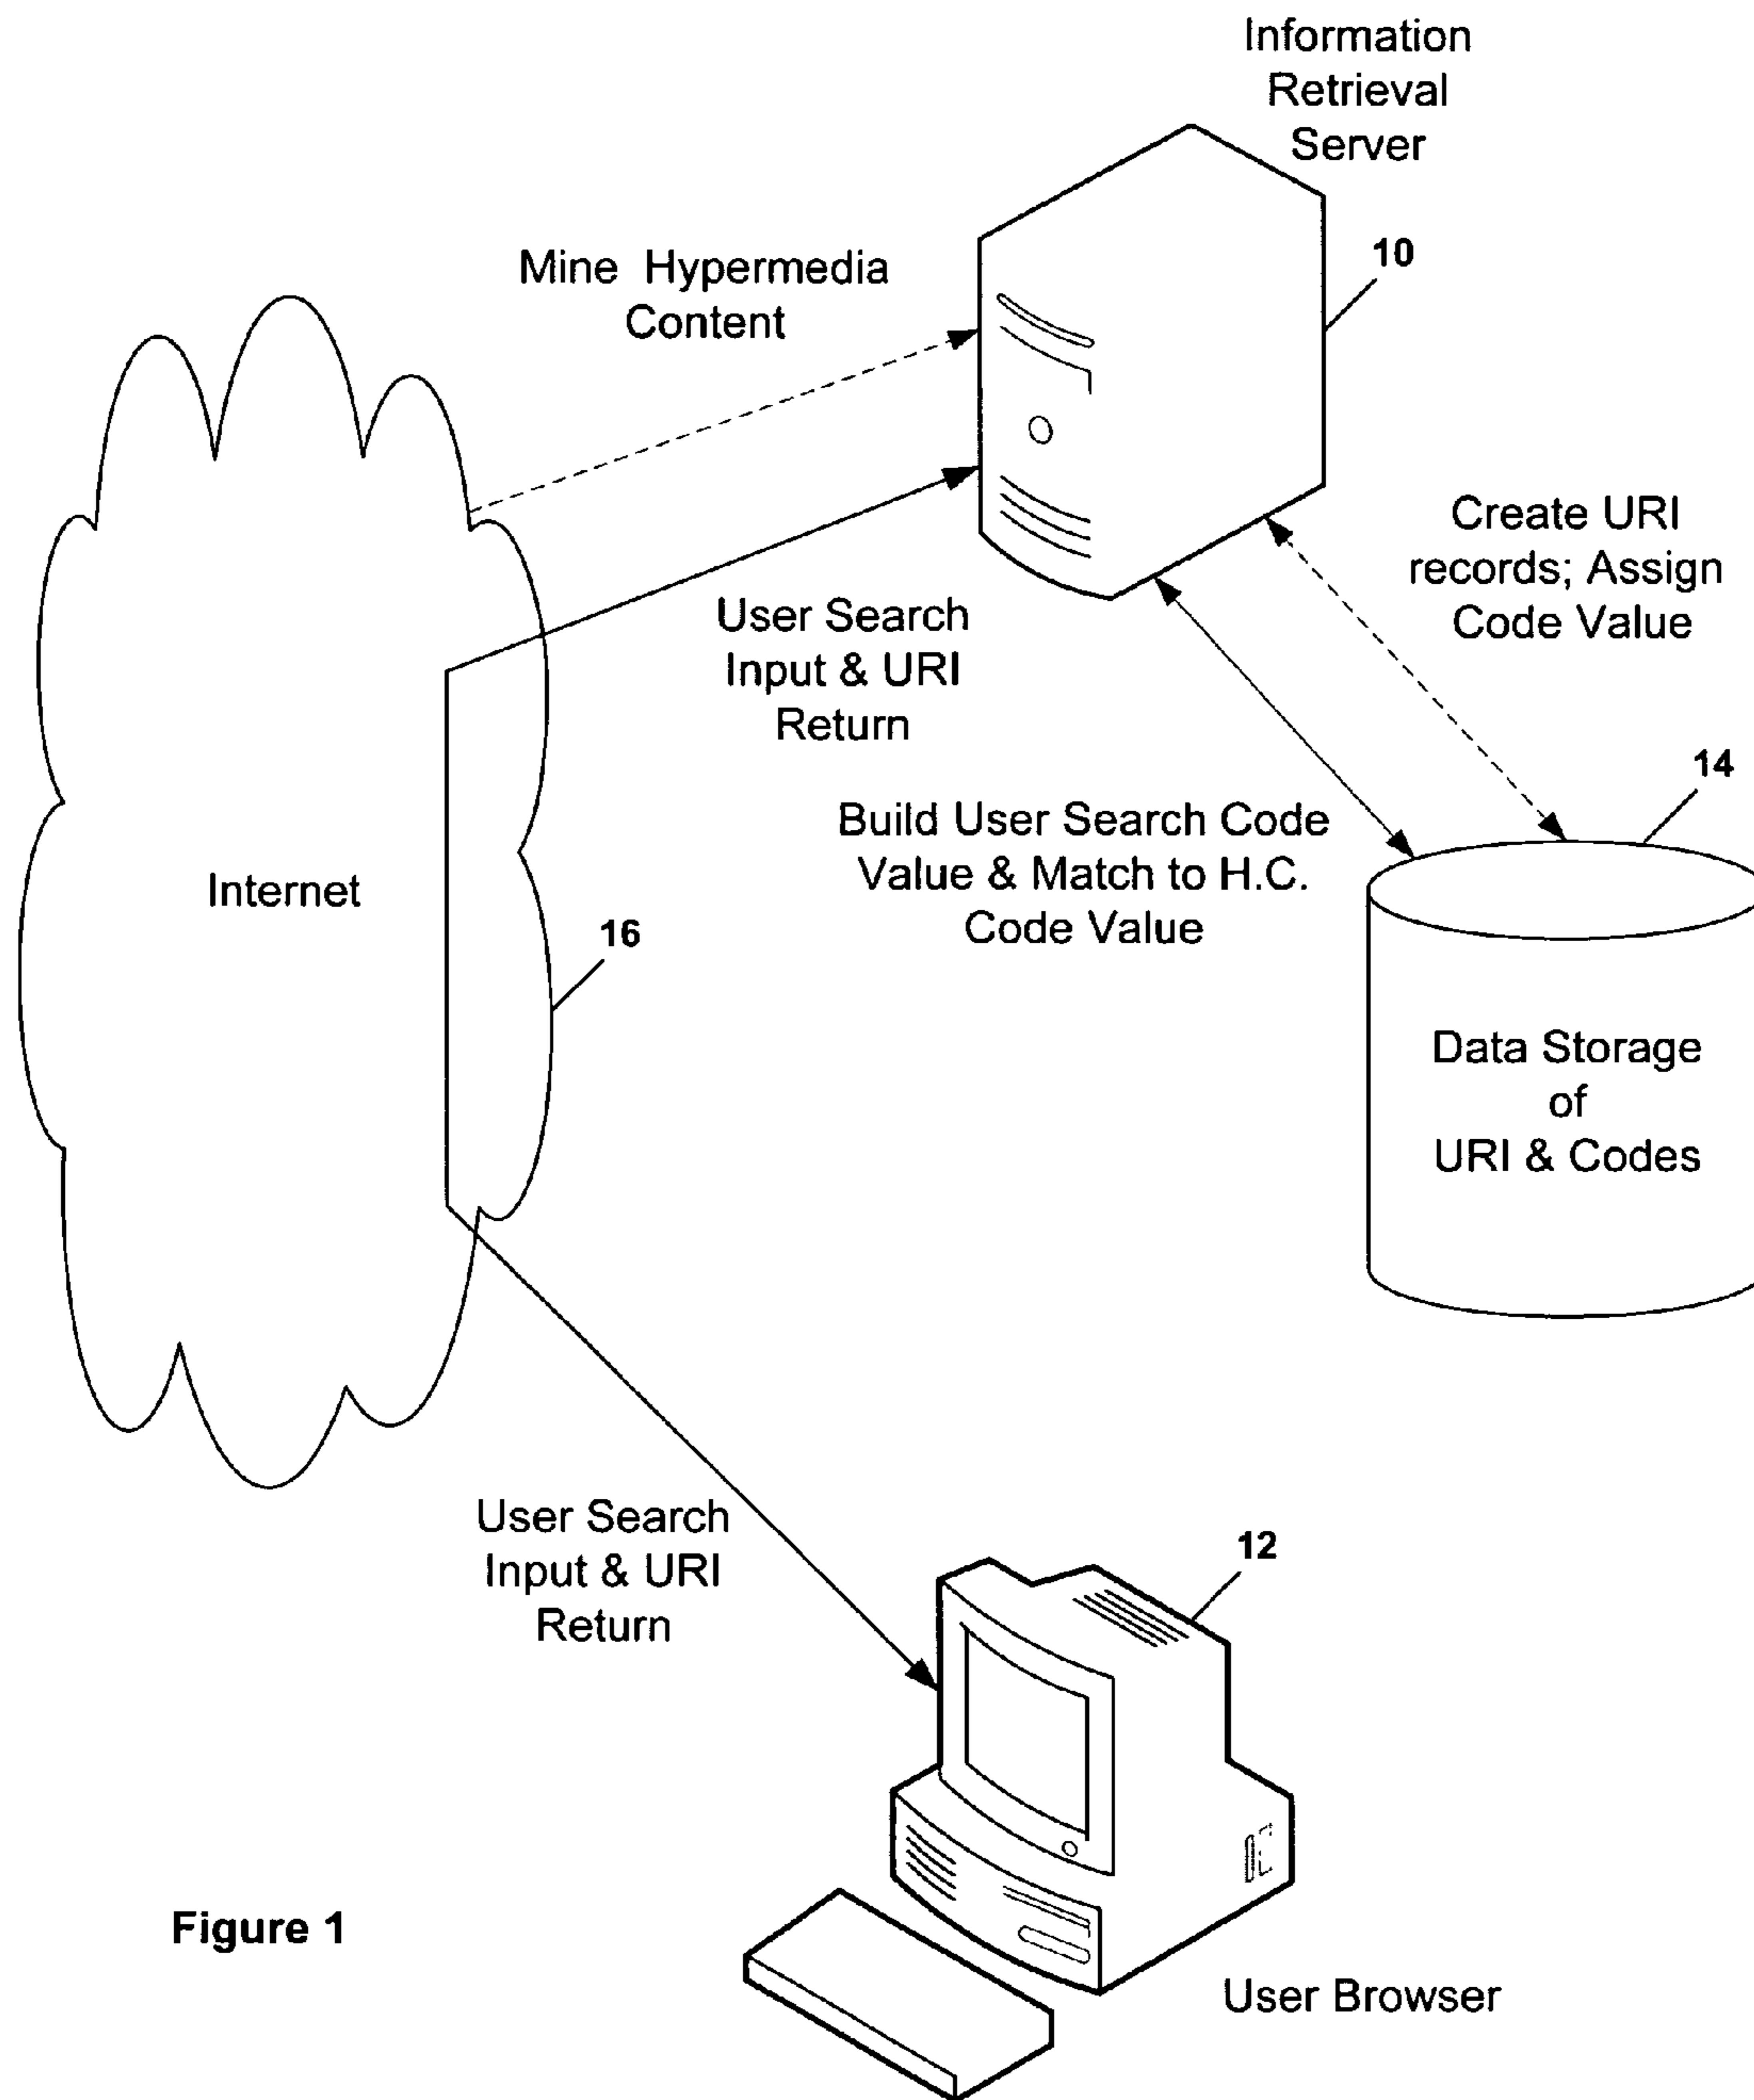 Information
Retrieval
Server
10
Mine Hypermedia
Content
Create URI
records; Assign
Code Value
User Search
Input & URI
Return
14
Build User Search Code
Value & Match to H.C.
Code Value
Internet
16
Data Storage
of
URI & Codes
User Search
Input & URI
Return
12
Figure 1
User Browser